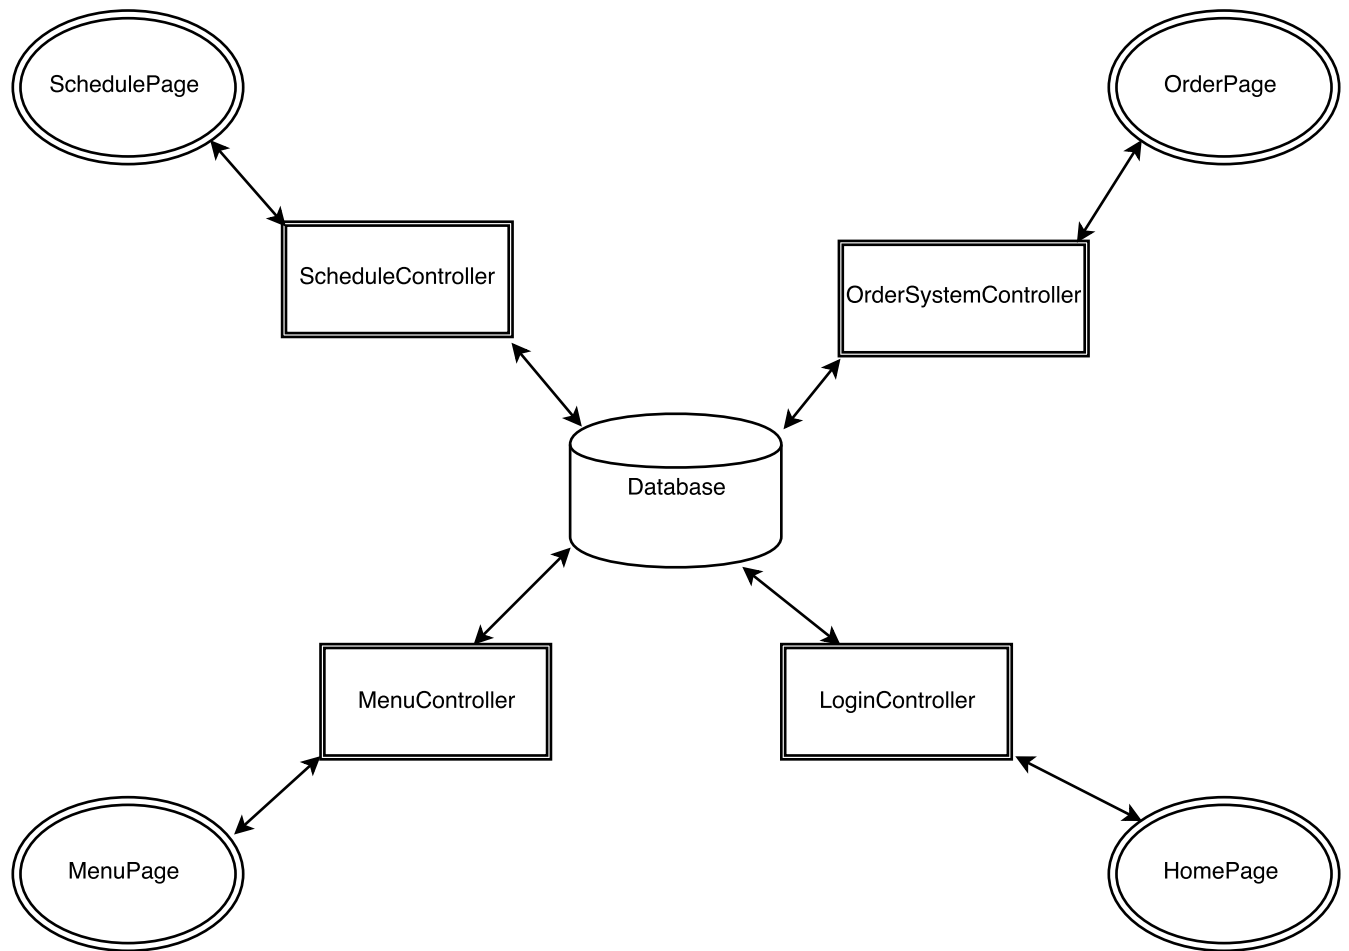 SchedulePage
OrderPage
ScheduleController
OrderSystemController
Database
MenuController
LoginController
MenuPage
HomePage